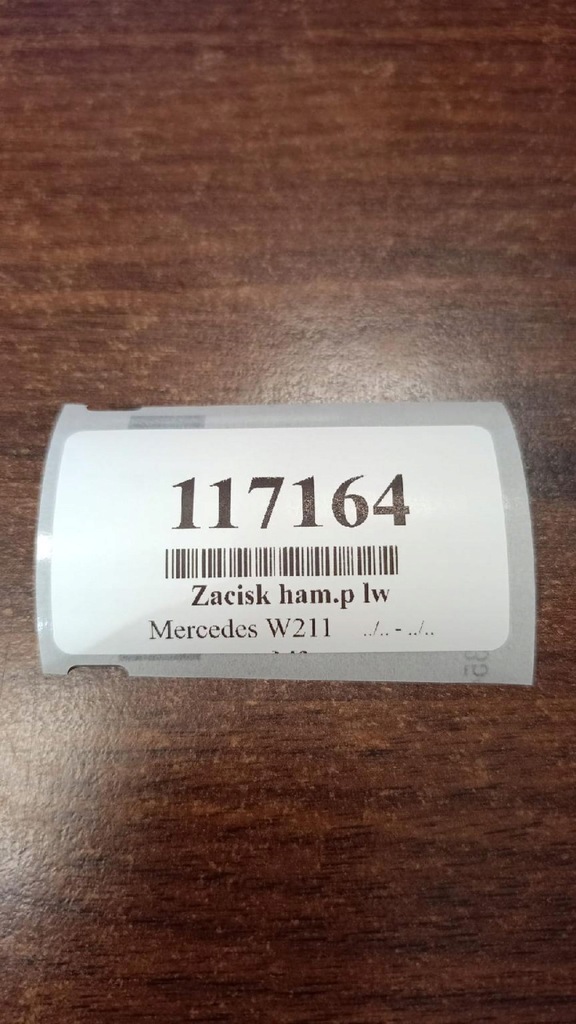 117164
Zacisk ham.p lw
Mercedes W211 ../.. - ../..